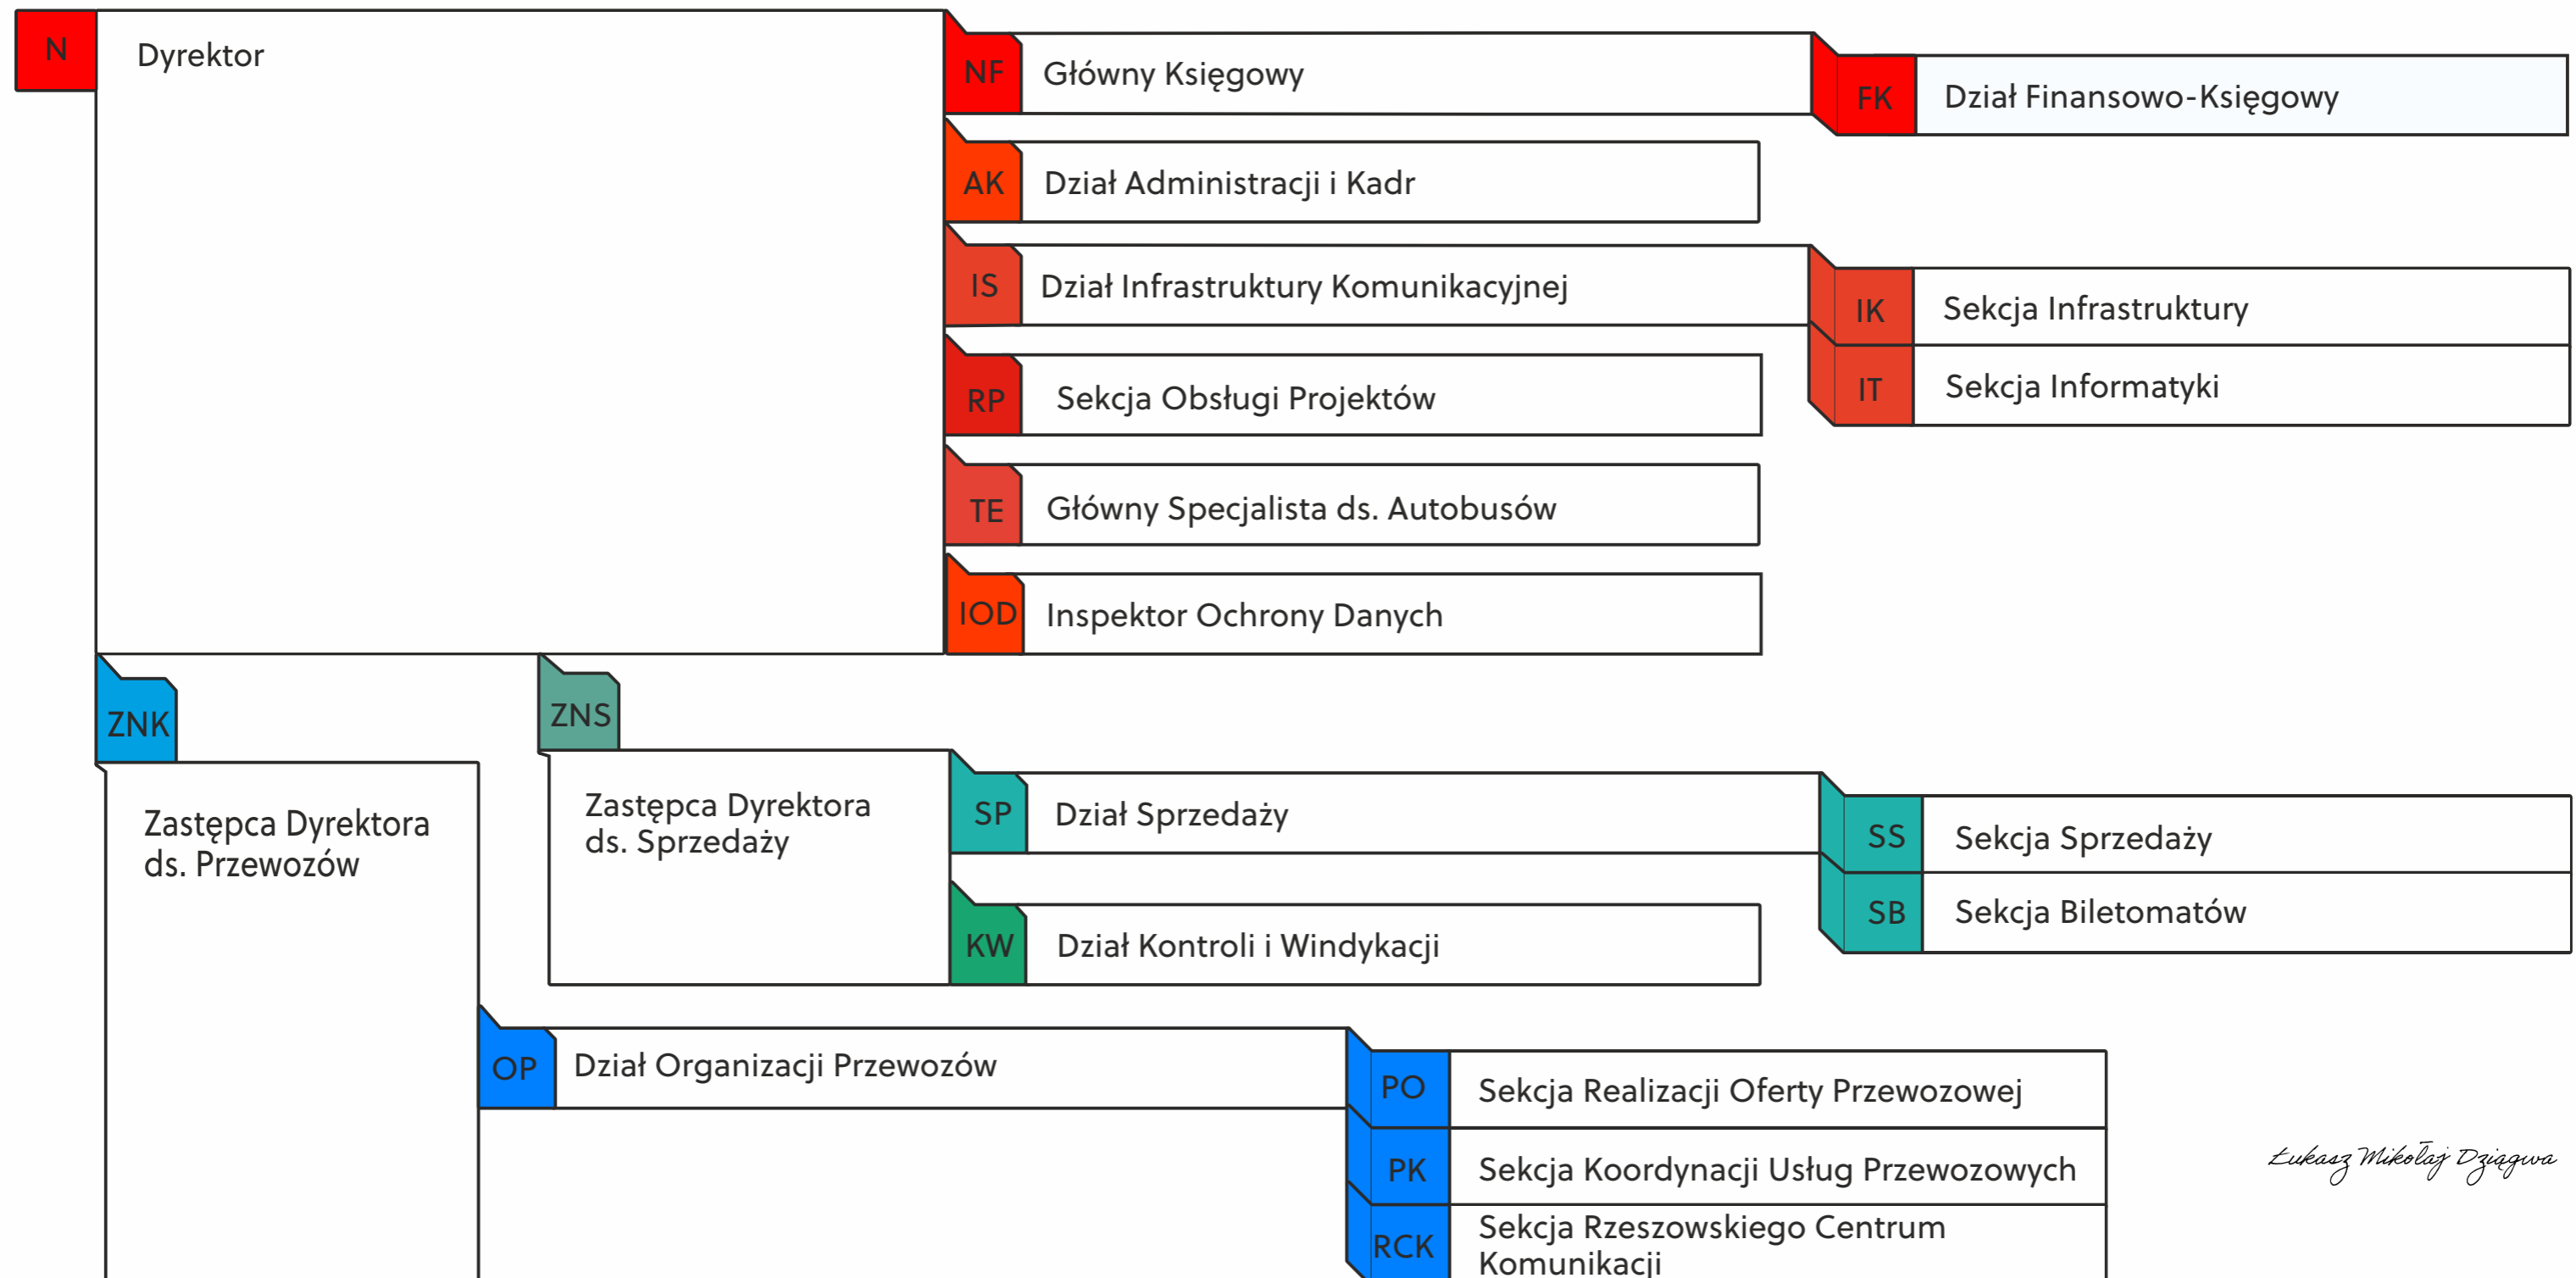 N Dyrektor
NF Główny Księgowy
FK Dział Finansowo-Księgowy
AK Dział Administracji i Kadr
IS Dział Infrastruktury Komunikacyjnej
IK Sekcja Infrastruktury
IT Sekcja Informatyki
RP Sekcja Obsługi Projektów
TE Główny Specjalista ds. Autobusów
IOD Inspektor Ochrony Danych
ZNK
Zastępca Dyrektora
ds. Przewozów
ZNS
Zastępca Dyrektora
ds. Sprzedaży
SP Dział Sprzedaży
SS Sekcja Sprzedaży
SB Sekcja Biletomatów
KW Dział Kontroli i Windykacji
OP Dział Organizacji Przewozów
PO Sekcja Realizacji Oferty Przewozowej
PK Sekcja Koordynacji Usług Przewozowych
RCK Sekcja Rzeszowskiego Centrum
Komunikacji
Łukasz Mikołaj Dziągwa